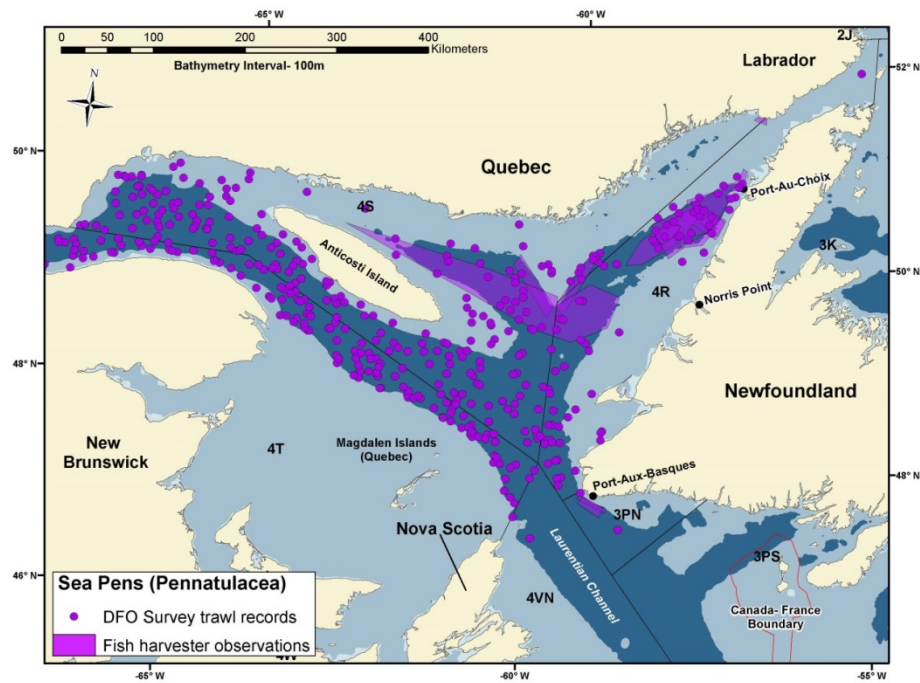 -65° W
-60° W
0 50 100 200 300 400
Kilometers
Bathymetry Interval- 100m
N
2J
Labrador
52° N
50° N
Quebec
Port-Au-Choix
4S
3K
Anticosti Island
50° N
4R
Norris Point
48° N
Newfoundland
New
Brunswick
4T
Magdalen Islands
(Quebec)
Port-Aux-Basques
48° N
3PN
Nova Scotia
Laurentian Channel
3PS
46° N
4VN
Canada- France
Boundary
Sea Pens (Pennatulacea)
DFO Survey trawl records
Fish harvester observations
-65° W
-60° W
-55° W